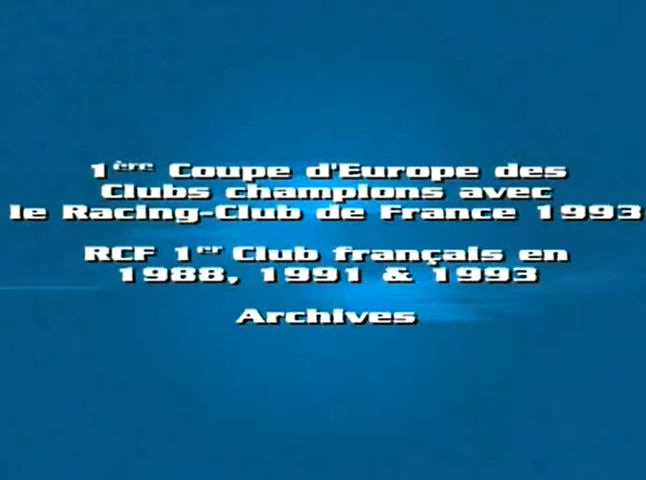 1ère Coupe d'Europe des
Clubs champions avec
le Racing-Club de France 1993
RCF 1er Club français en
1988, 1991 & 1993
Archives